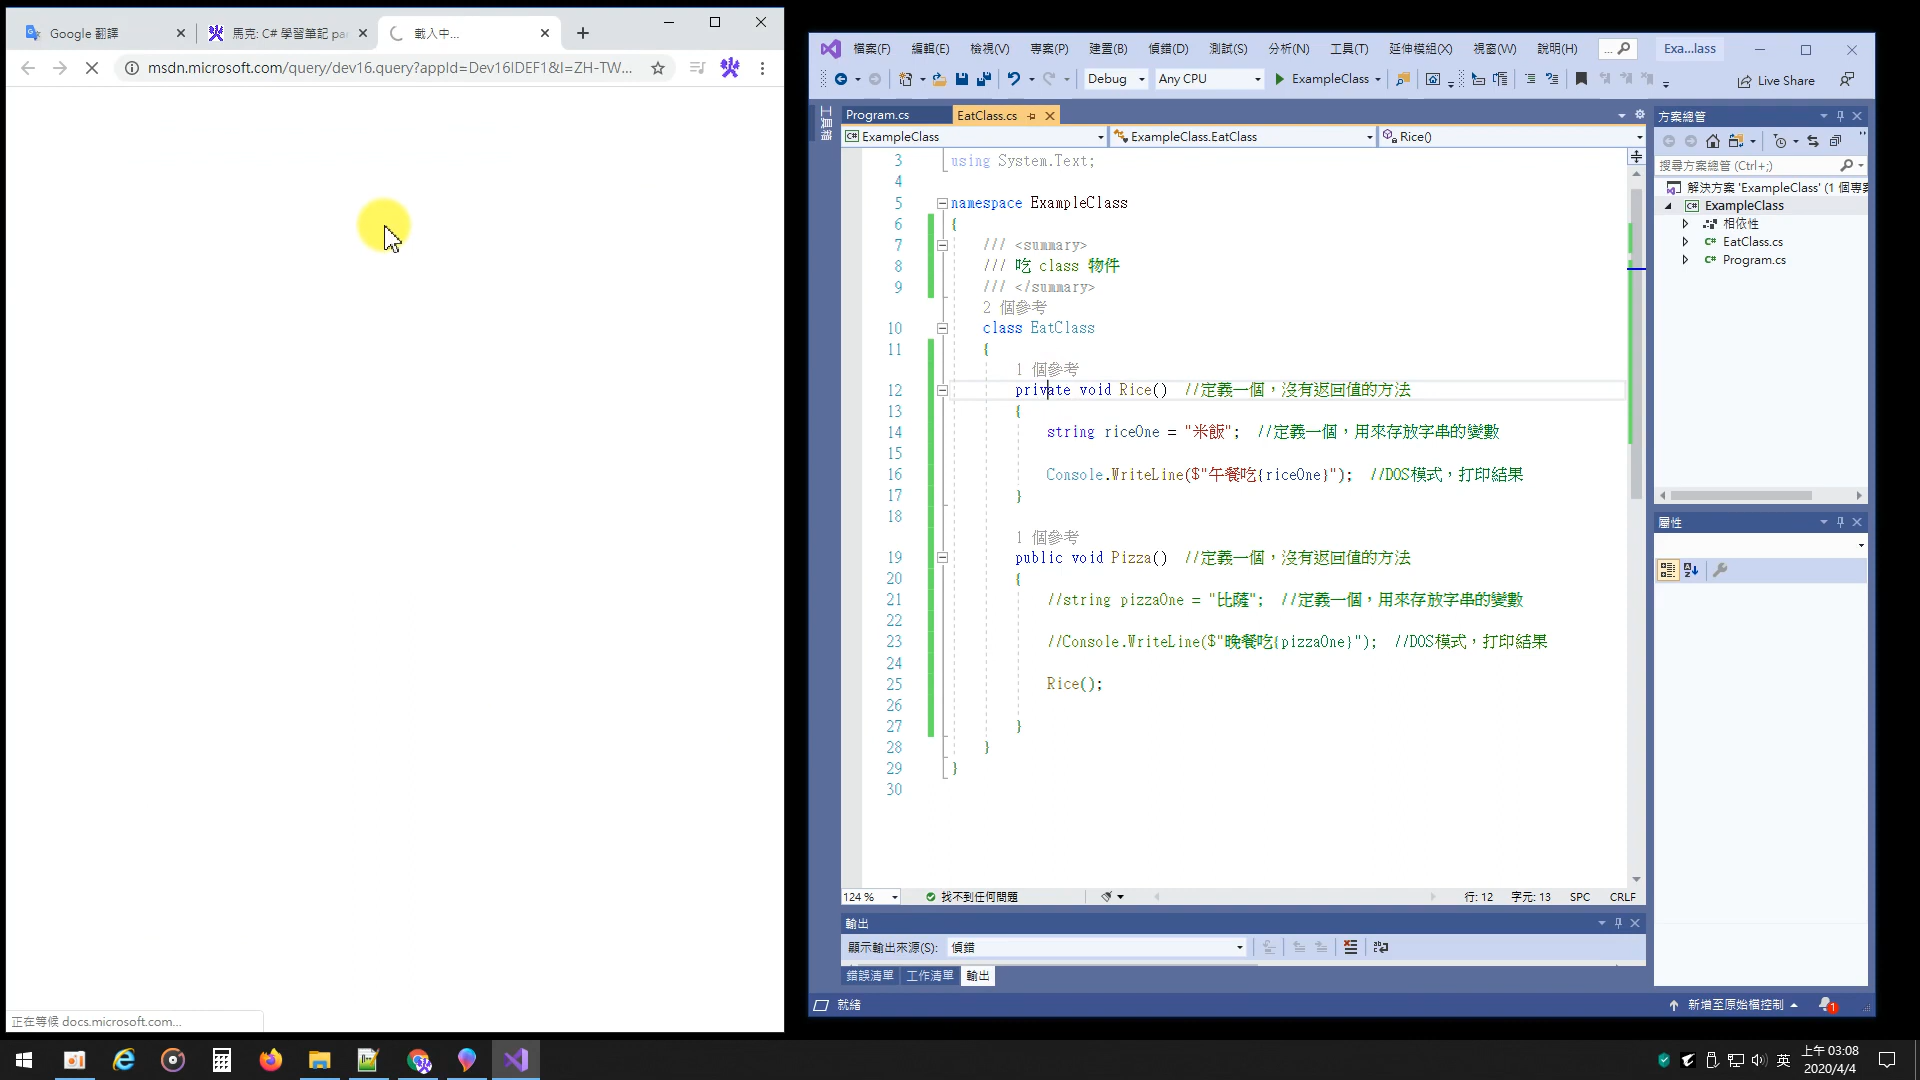 Google 翻譯
馬克: C# 學習筆記 pa
載入中...
msdn.microsoft.com/query/dev16.query?appId=Dev16IDEF1&l=ZH-TW...
正在等候 docs.microsoft.com...
檔案(F) 編輯(E) 檢視(V) 專案(P) 建置(B) 偵錯(D) 測試(S) 分析(N) 工具(T) 延伸模組(X) 視窗(W) 說明(H) ... Exa...lass
Debug Any CPU ExampleClass Live Share
工具箱
Program.cs EatClass.cs
ExampleClass ExampleClass.EatClass Rice()
3 using System.Text;
4
5 namespace ExampleClass
6 {
7 /// <summary>
8 /// 吃 class 物件
9 /// </summary>
2 個參考
10 class EatClass
11 {
1 個參考
12 private void Rice() //定義一個，沒有返回值的方法
13 {
14 string riceOne = "米飯"; //定義一個，用來存放字串的變數
15
16 Console.WriteLine($"午餐吃{riceOne}"); //DOS模式，打印結果
17 }
18
1 個參考
19 public void Pizza() //定義一個，沒有返回值的方法
20 {
21 //string pizzaOne = "比薩"; //定義一個，用來存放字串的變數
22
23 //Console.WriteLine($"晚餐吃{pizzaOne}"); //DOS模式，打印結果
24
25 Rice();
26
27 }
28 }
29 }
30
124 % 找不到任何問題 行: 12 字元: 13 SPC CRLF
輸出
顯示輸出來源(S): 偵錯
錯誤清單 工作清單 輸出
就緒 新增至原始檔控制 1
方案總管
搜尋方案總管 (Ctrl+;)
解決方案 'ExampleClass' (1 個專案
ExampleClass
相依性
C# EatClass.cs
C# Program.cs
屬性
英
上午 03:08
2020/4/4